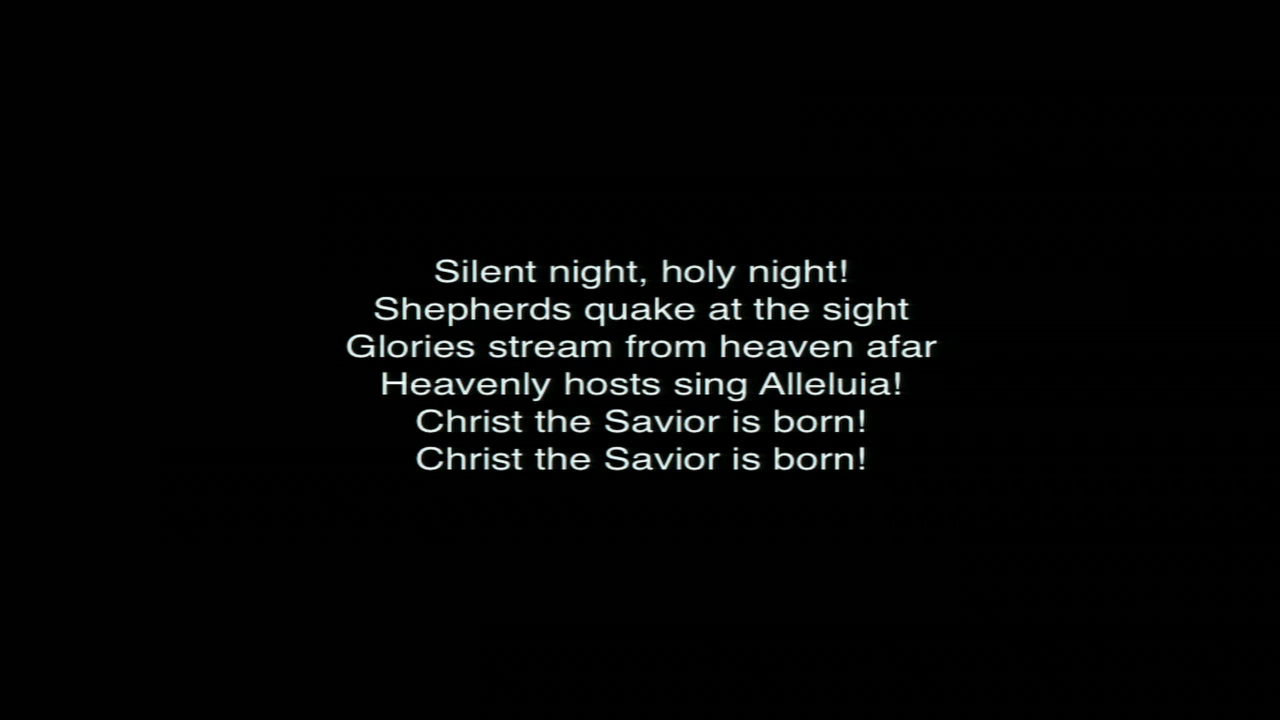 Silent night, holy night!
Shepherds quake at the sight
Glories stream from heaven afar
Heavenly hosts sing Alleluia!
Christ the Savior is born!
Christ the Savior is born!